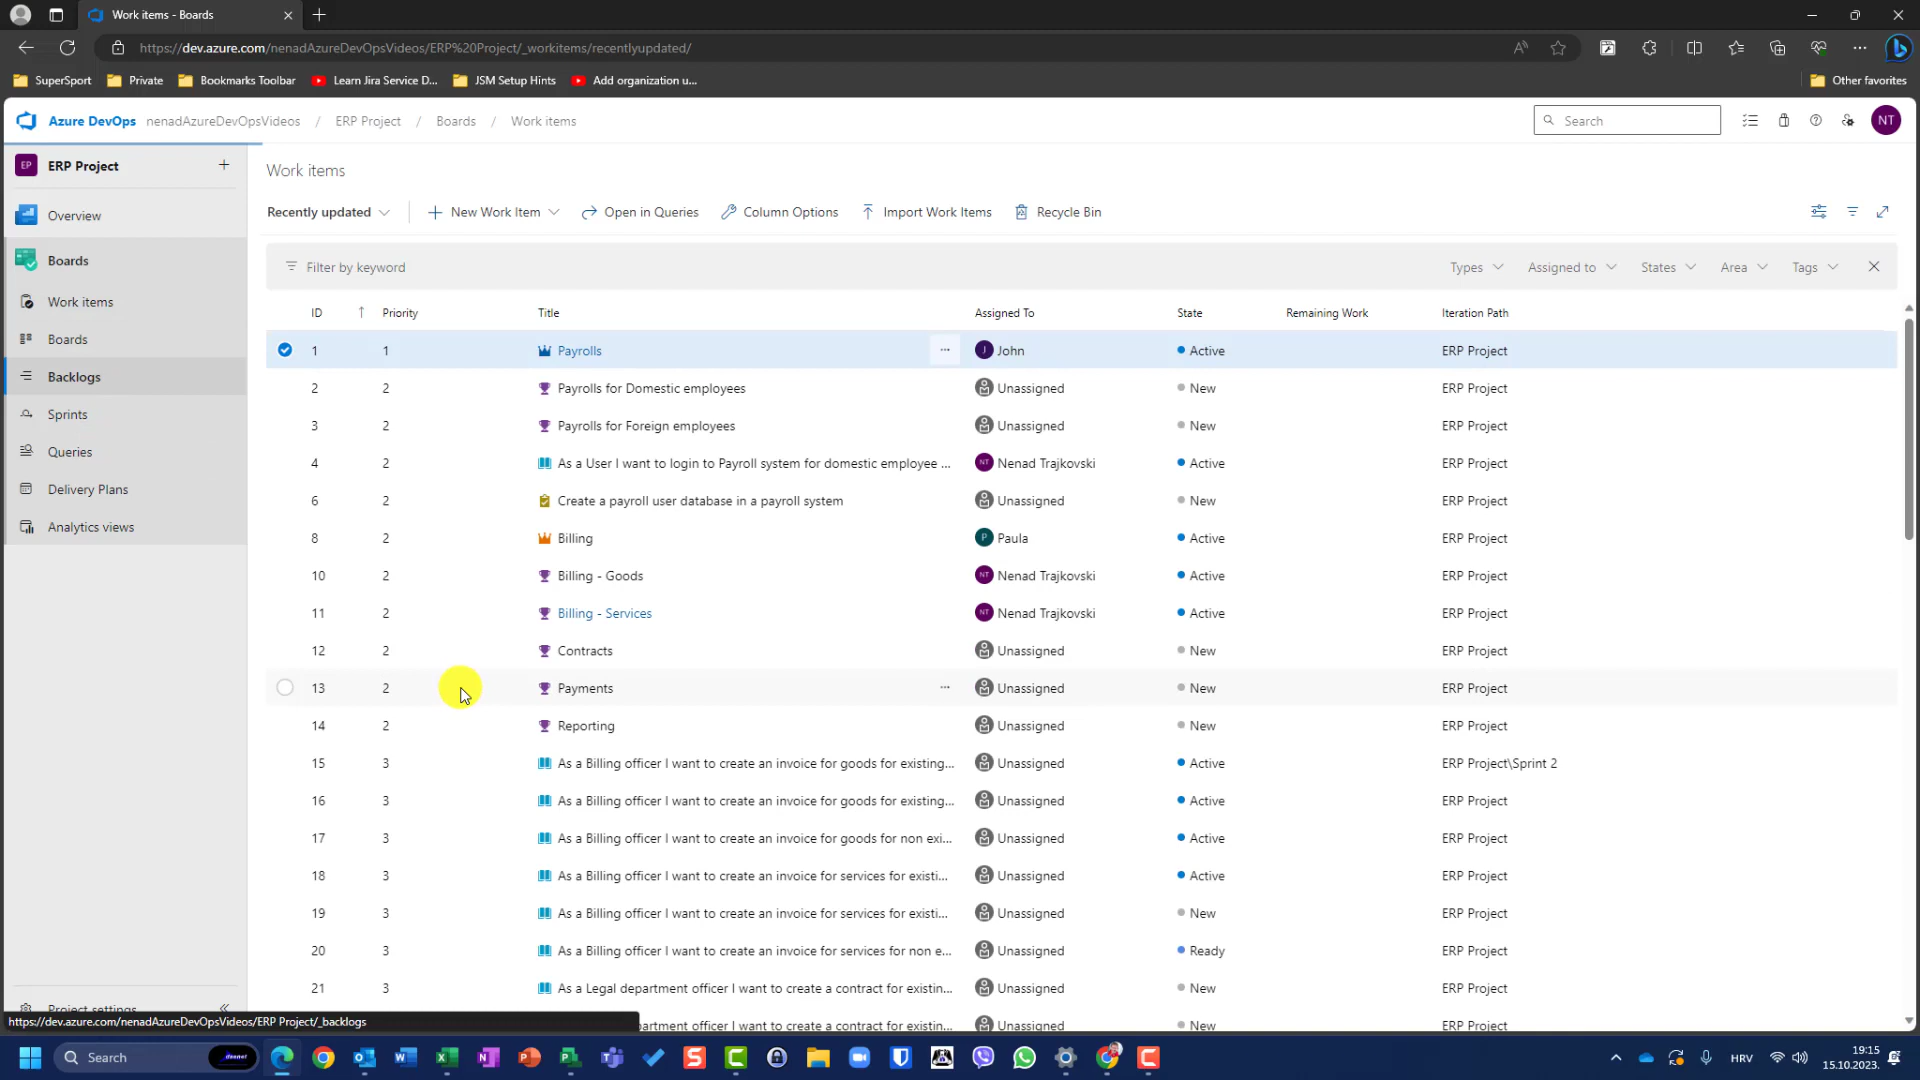 Work items - Boards
https://dev.azure.com/nenadAzureDevOpsVideos/ERP%20Project/_workitems/recentlyupdated/
SuperSport Private Bookmarks Toolbar Learn Jira Service D... JSM Setup Hints Add organization u... Other favorites
Azure DevOps nenadAzureDevOpsVideos / ERP Project / Boards / Work items Search NT
EP ERP Project +
Overview
Boards
Work items
Boards
Backlogs
Sprints
Queries
Delivery Plans
Analytics views
Project settings
Work items
Recently updated New Work Item Open in Queries Column Options Import Work Items Recycle Bin
Filter by keyword Types Assigned to States Area Tags
ID Priority Title Assigned To State Remaining Work Iteration Path
1 1 Payrolls ... J John Active ERP Project
2 2 Payrolls for Domestic employees Unassigned New ERP Project
3 2 Payrolls for Foreign employees Unassigned New ERP Project
4 2 As a User I want to login to Payroll system for domestic employee ... NT Nenad Trajkovski Active ERP Project
6 2 Create a payroll user database in a payroll system Unassigned New ERP Project
8 2 Billing P Paula Active ERP Project
10 2 Billing - Goods NT Nenad Trajkovski Active ERP Project
11 2 Billing - Services NT Nenad Trajkovski Active ERP Project
12 2 Contracts Unassigned New ERP Project
13 2 Payments ... Unassigned New ERP Project
14 2 Reporting Unassigned New ERP Project
15 3 As a Billing officer I want to create an invoice for goods for existing... Unassigned Active ERP Project\Sprint 2
16 3 As a Billing officer I want to create an invoice for goods for existing... Unassigned Active ERP Project
17 3 As a Billing officer I want to create an invoice for goods for non exi... Unassigned Active ERP Project
18 3 As a Billing officer I want to create an invoice for services for existi... Unassigned Active ERP Project
19 3 As a Billing officer I want to create an invoice for services for existi... Unassigned New ERP Project
20 3 As a Billing officer I want to create an invoice for services for non e... Unassigned Ready ERP Project
21 3 As a Legal department officer I want to create a contract for existin... Unassigned New ERP Project
partment officer I want to create a contract for existin... Unassigned New ERP Project
https://dev.azure.com/nenadAzureDevOpsVideos/ERP Project/_backlogs
Search HRV 19:15
15.10.2023.